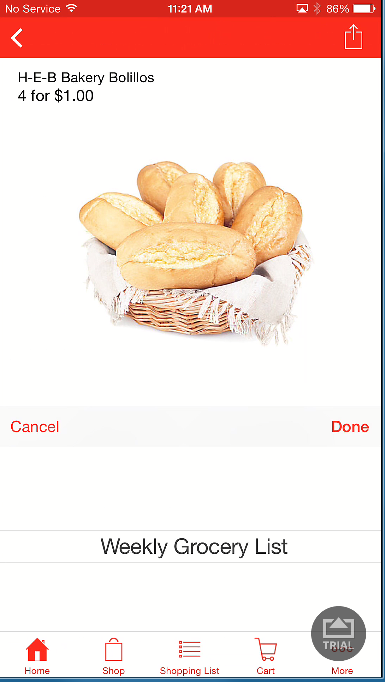 No Service 11:21 AM 86%
H-E-B Bakery Bolillos
4 for $1.00
Cancel Done
Weekly Grocery List
TRIAL
Home Shop Shopping List Cart More